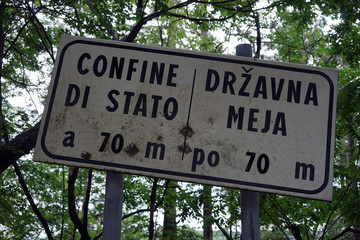 CONFINE
DI STATO
a 70 m
DRŽAVNA
MEJA
po 70 m